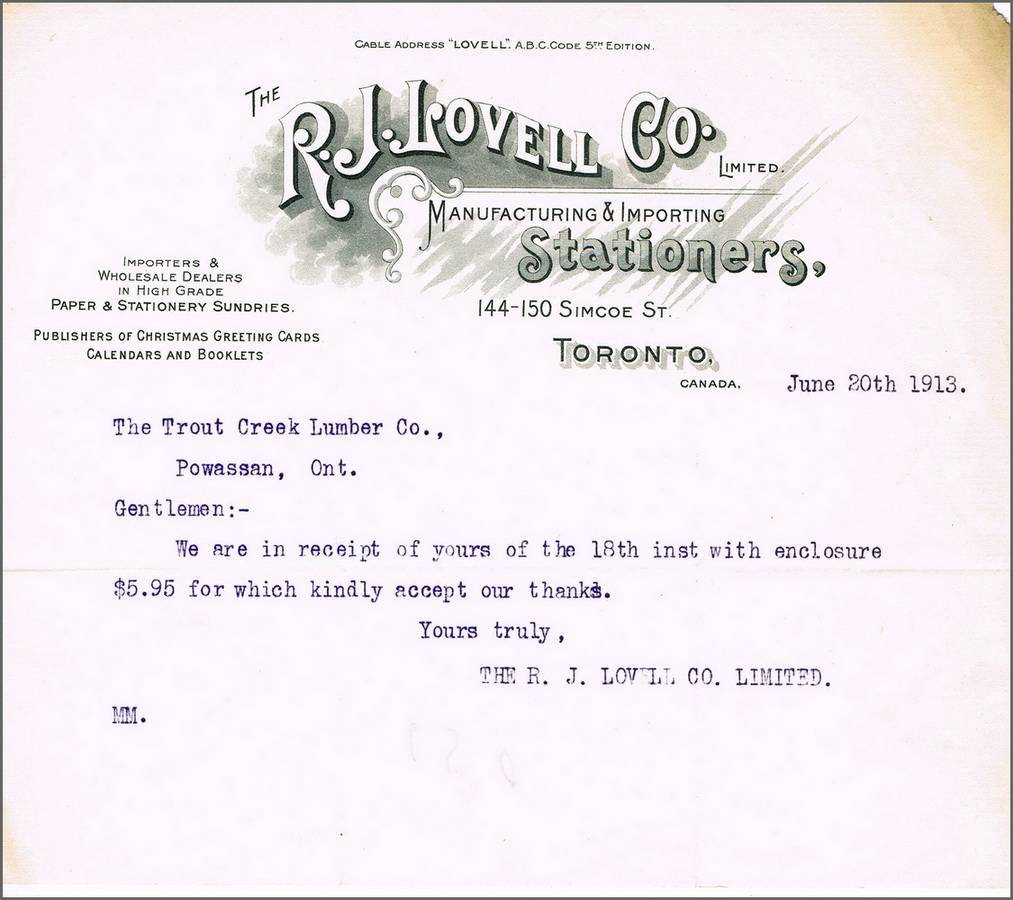 CABLE ADDRESS "LOVELL". A.B.C. CODE 5TH EDITION.
THE R. J. LOVELL CO. LIMITED.
MANUFACTURING & IMPORTING
Stationers,
144-150 SIMCOE ST.
TORONTO,
CANADA,
IMPORTERS &
WHOLESALE DEALERS
IN HIGH GRADE
PAPER & STATIONERY SUNDRIES.
PUBLISHERS OF CHRISTMAS GREETING CARDS
CALENDARS AND BOOKLETS
June 20th 1913.
The Trout Creek Lumber Co.,
Powassan, Ont.
Gentlemen:-
We are in receipt of yours of the 18th inst with enclosure
$5.95 for which kindly accept our thanks.
Yours truly,
THE R. J. LOVELL CO. LIMITED.
MM.